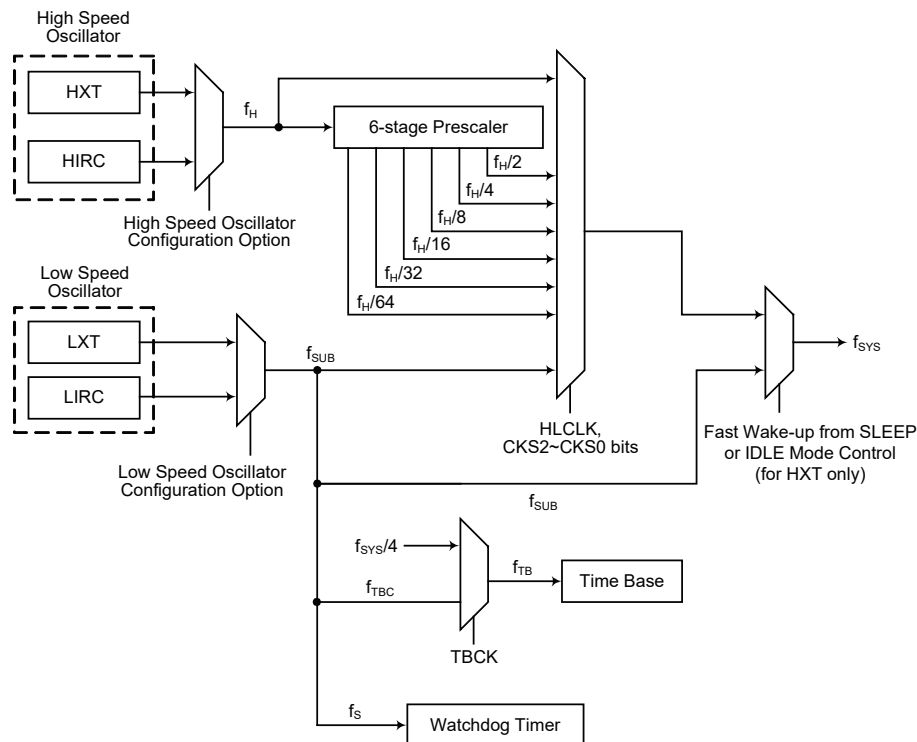 High Speed
Oscillator
HXT
HIRC
fH
6-stage Prescaler
fH/2
fH/4
fH/8
fH/16
fH/32
fH/64
High Speed Oscillator
Configuration Option
Low Speed
Oscillator
LXT
LIRC
fSUB
fSYS
HLCLK,
CKS2~CKS0 bits
Fast Wake-up from SLEEP
or IDLE Mode Control
(for HXT only)
Low Speed Oscillator
Configuration Option
fSUB
fSYS/4
fTBC
fTB
Time Base
TBCK
fS
Watchdog Timer